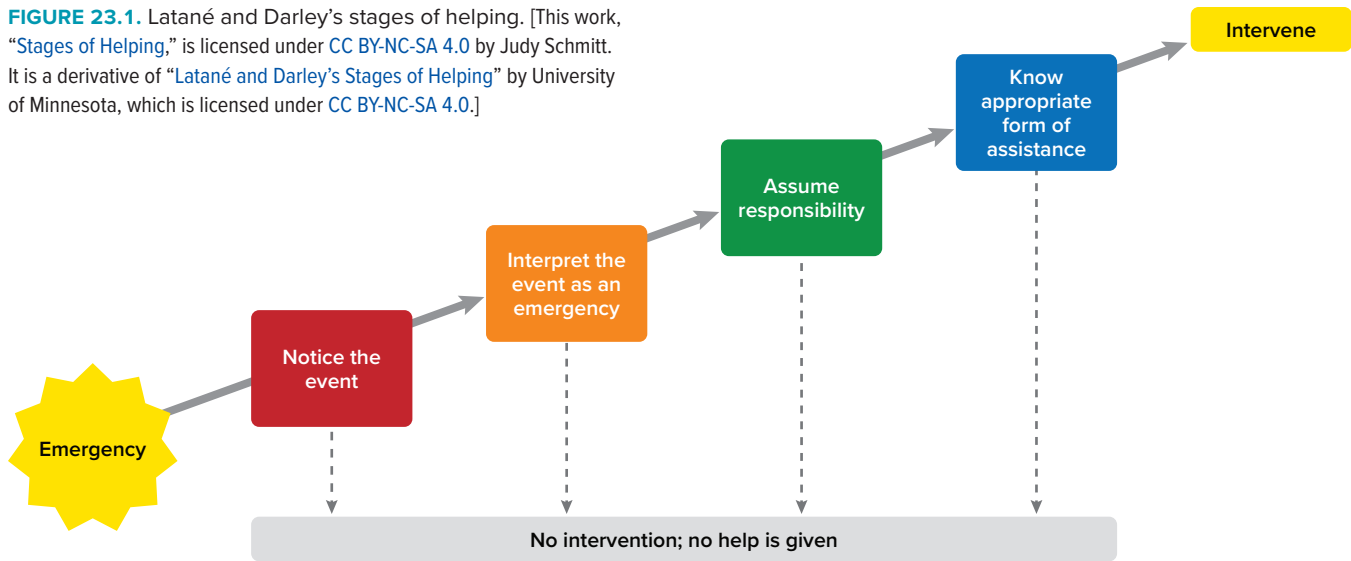 FIGURE 23.1. Latané and Darley’s stages of helping. [This work,
“Stages of Helping,” is licensed under CC BY-NC-SA 4.0 by Judy Schmitt.
It is a derivative of “Latané and Darley’s Stages of Helping” by University
of Minnesota, which is licensed under CC BY-NC-SA 4.0.]
Emergency
Notice the
event
Interpret the
event as an
emergency
Assume
responsibility
Know
appropriate
form of
assistance
Intervene
No intervention; no help is given